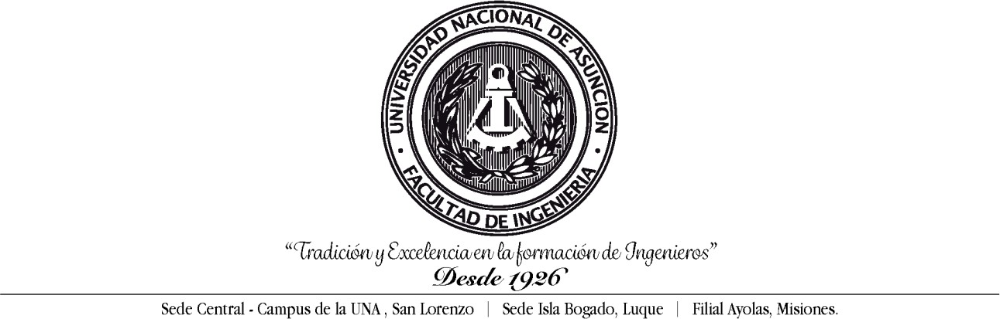 UNIVERSIDAD NACIONAL DE ASUNCION
· FACULTAD DE INGENIERIA ·
“Tradición y Excelencia en la formación de Ingenieros”
Desde 1926
Sede Central - Campus de la UNA , San Lorenzo | Sede Isla Bogado, Luque | Filial Ayolas, Misiones.